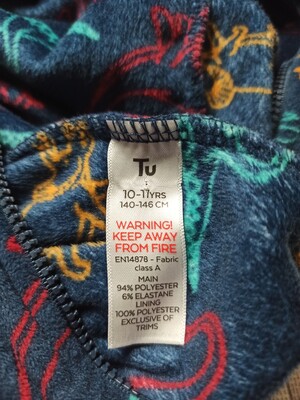 Tu
10-11YRS
140-146 CM
WARNING!
KEEP AWAY
FROM FIRE
EN14878 - Fabric
class A
MAIN
94% POLYESTER
6% ELASTANE
LINING
100% POLYESTER
EXCLUSIVE OF
TRIMS